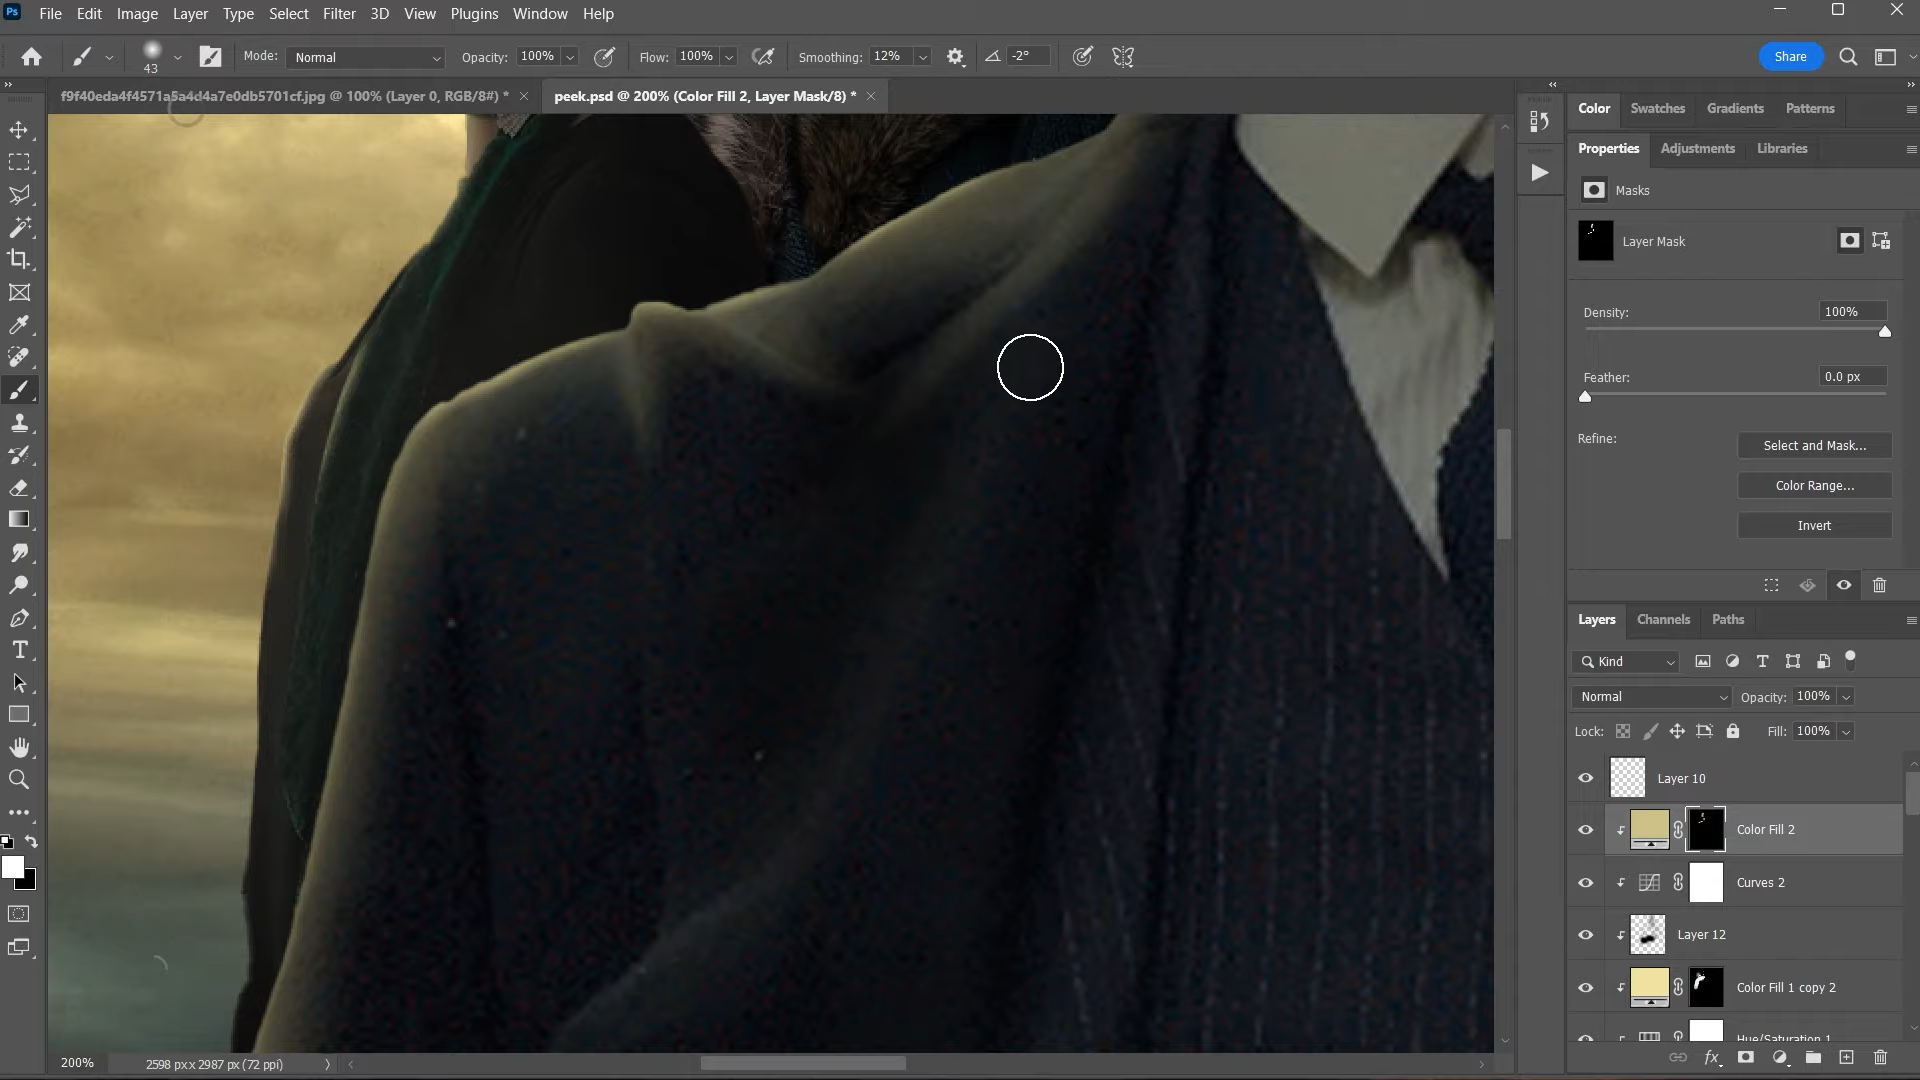 Ps File Edit Image Layer Type Select Filter 3D View Plugins Window Help
43 Mode: Normal Opacity: 100% Flow: 100% Smoothing: 12% -2° Share
f9f40eda4f4571a5a4d4a7e0db5701cf.jpg @ 100% (Layer 0, RGB/8#) * peek.psd @ 200% (Color Fill 2, Layer Mask/8) *
Color Swatches Gradients Patterns
Properties Adjustments Libraries
Masks
Layer Mask
Density: 100%
Feather: 0.0 px
Refine: Select and Mask...
Color Range...
Invert
Layers Channels Paths
Kind
Normal Opacity: 100%
Lock: Fill: 100%
Layer 10
Color Fill 2
Curves 2
Layer 12
Color Fill 1 copy 2
Hue/Saturation 1
200% 2598 px x 2987 px (72 ppi)
fx